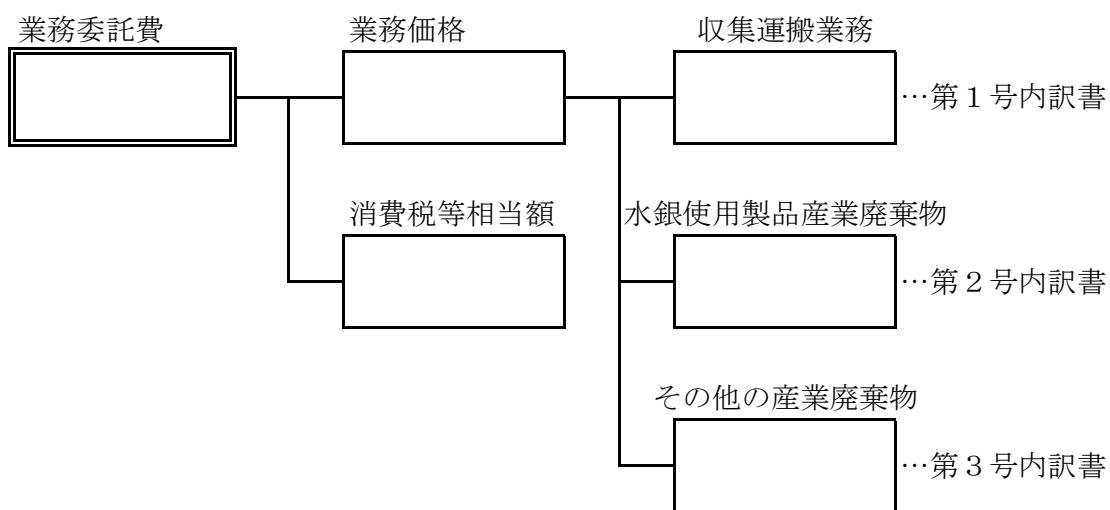 業務委託費
業務価格
収集運搬業務
…第１号内訳書
消費税等相当額
水銀使用製品産業廃棄物
…第２号内訳書
その他の産業廃棄物
…第３号内訳書